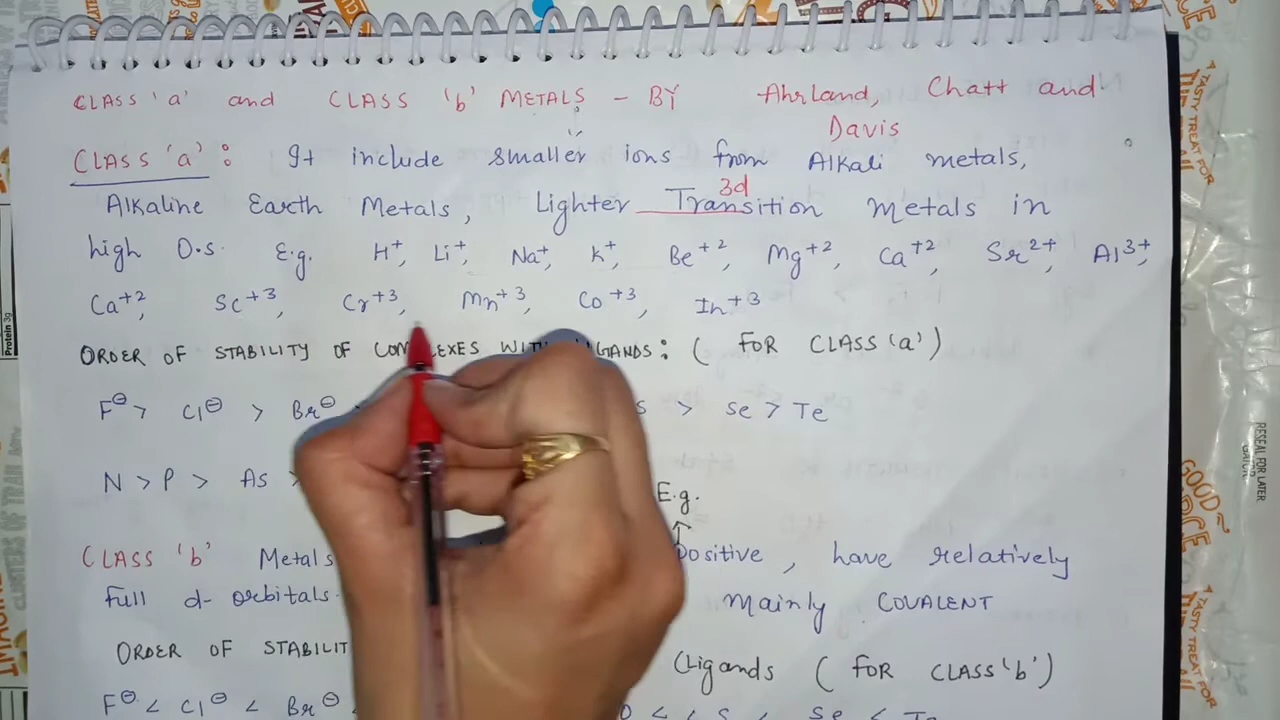 CLASS 'a' and CLASS 'b' METALS - BY Ahrland, Chatt and
Davis
CLASS 'a': It include smaller ions from Alkali metals,
3d
Alkaline Earth Metals, Lighter Transition metals in
high O.S. E.g. H+, Li+, Na+, K+, Be+2, Mg+2, Ca+2, Sr2+, Al3+,
Ca+2, Sc+3, Cr+3, Mn+3, Co+3, In+3
ORDER OF STABILITY OF COMPLEXES WITH LIGANDS: ( FOR CLASS 'a')
F⊖ > Cl⊖ > Br⊖ S > Se > Te
N > P > As >
E.g.
CLASS 'b' Metals positive, have relatively
full d-orbitals. mainly COVALENT
ORDER OF (Ligands ( FOR CLASS 'b')
F⊖ < Cl⊖ < Br⊖ < < S < Se < Te